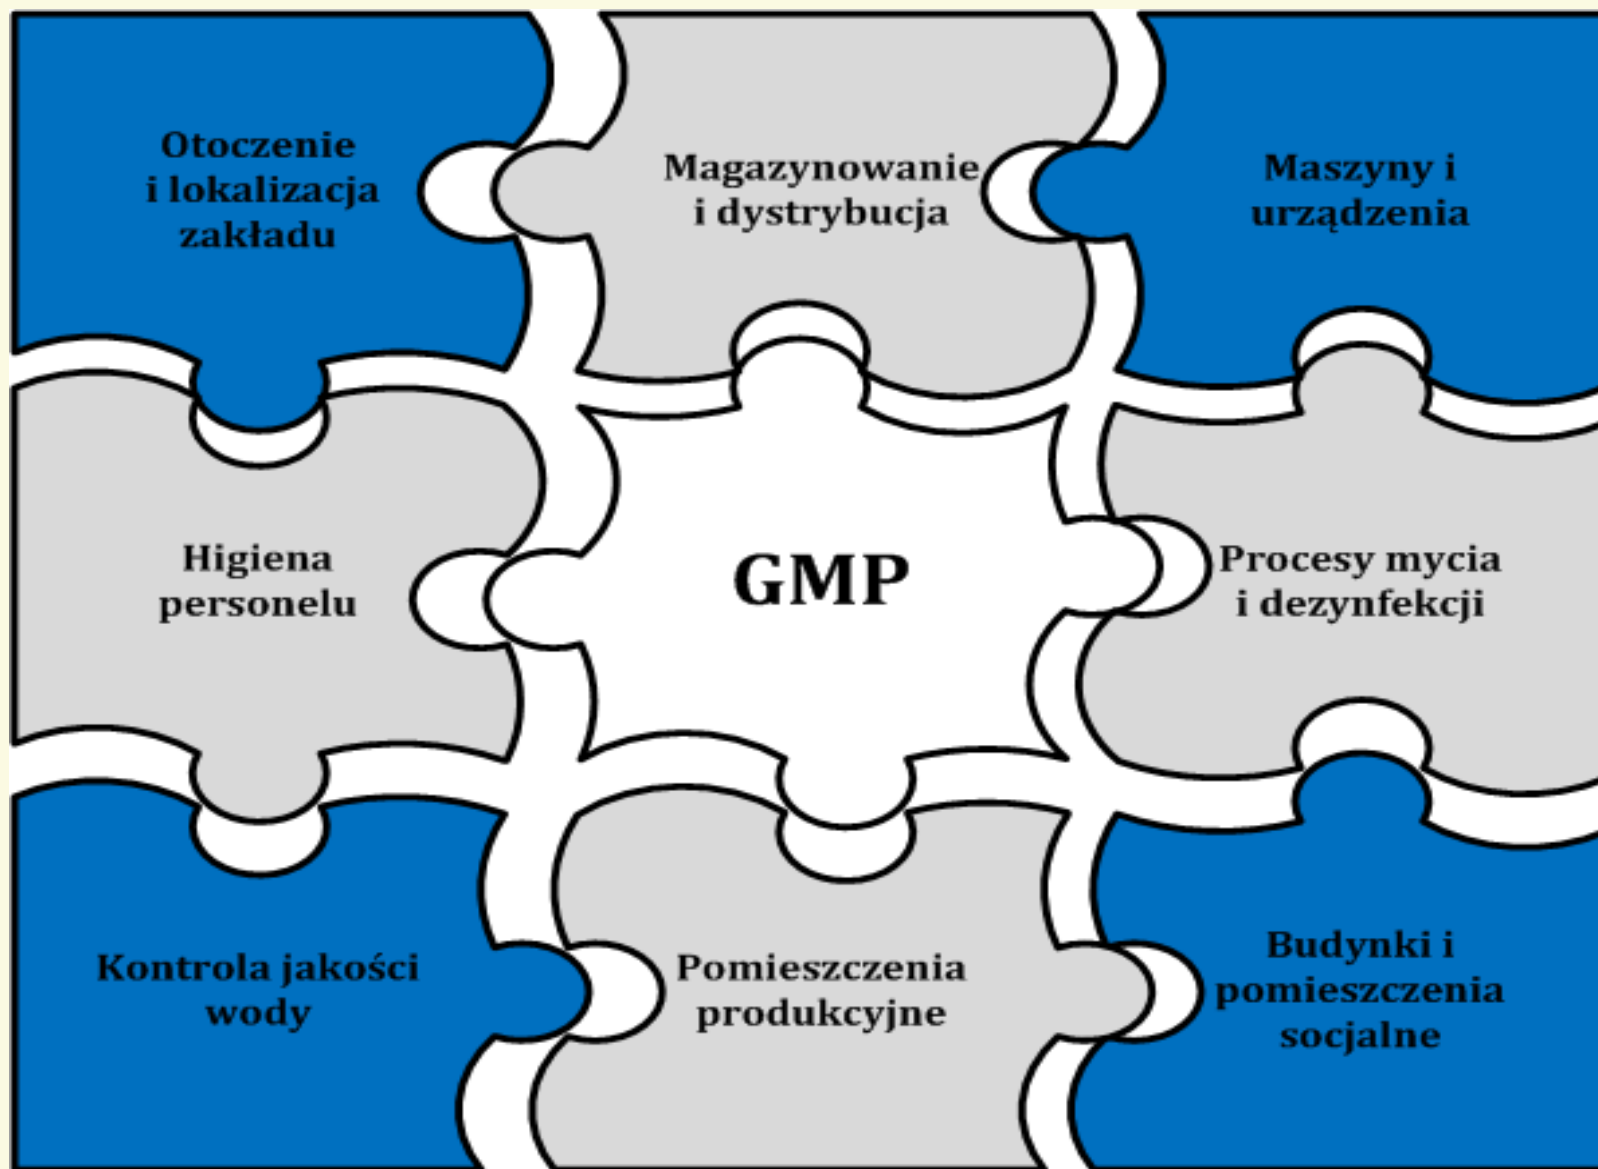 Otoczenie
i lokalizacja
zakładu
Magazynowanie
i dystrybucja
Maszyny i
urządzenia
Higiena
personelu
GMP
Procesy mycia
i dezynfekcji
Kontrola jakości
wody
Pomieszczenia
produkcyjne
Budynki i
pomieszczenia
socjalne